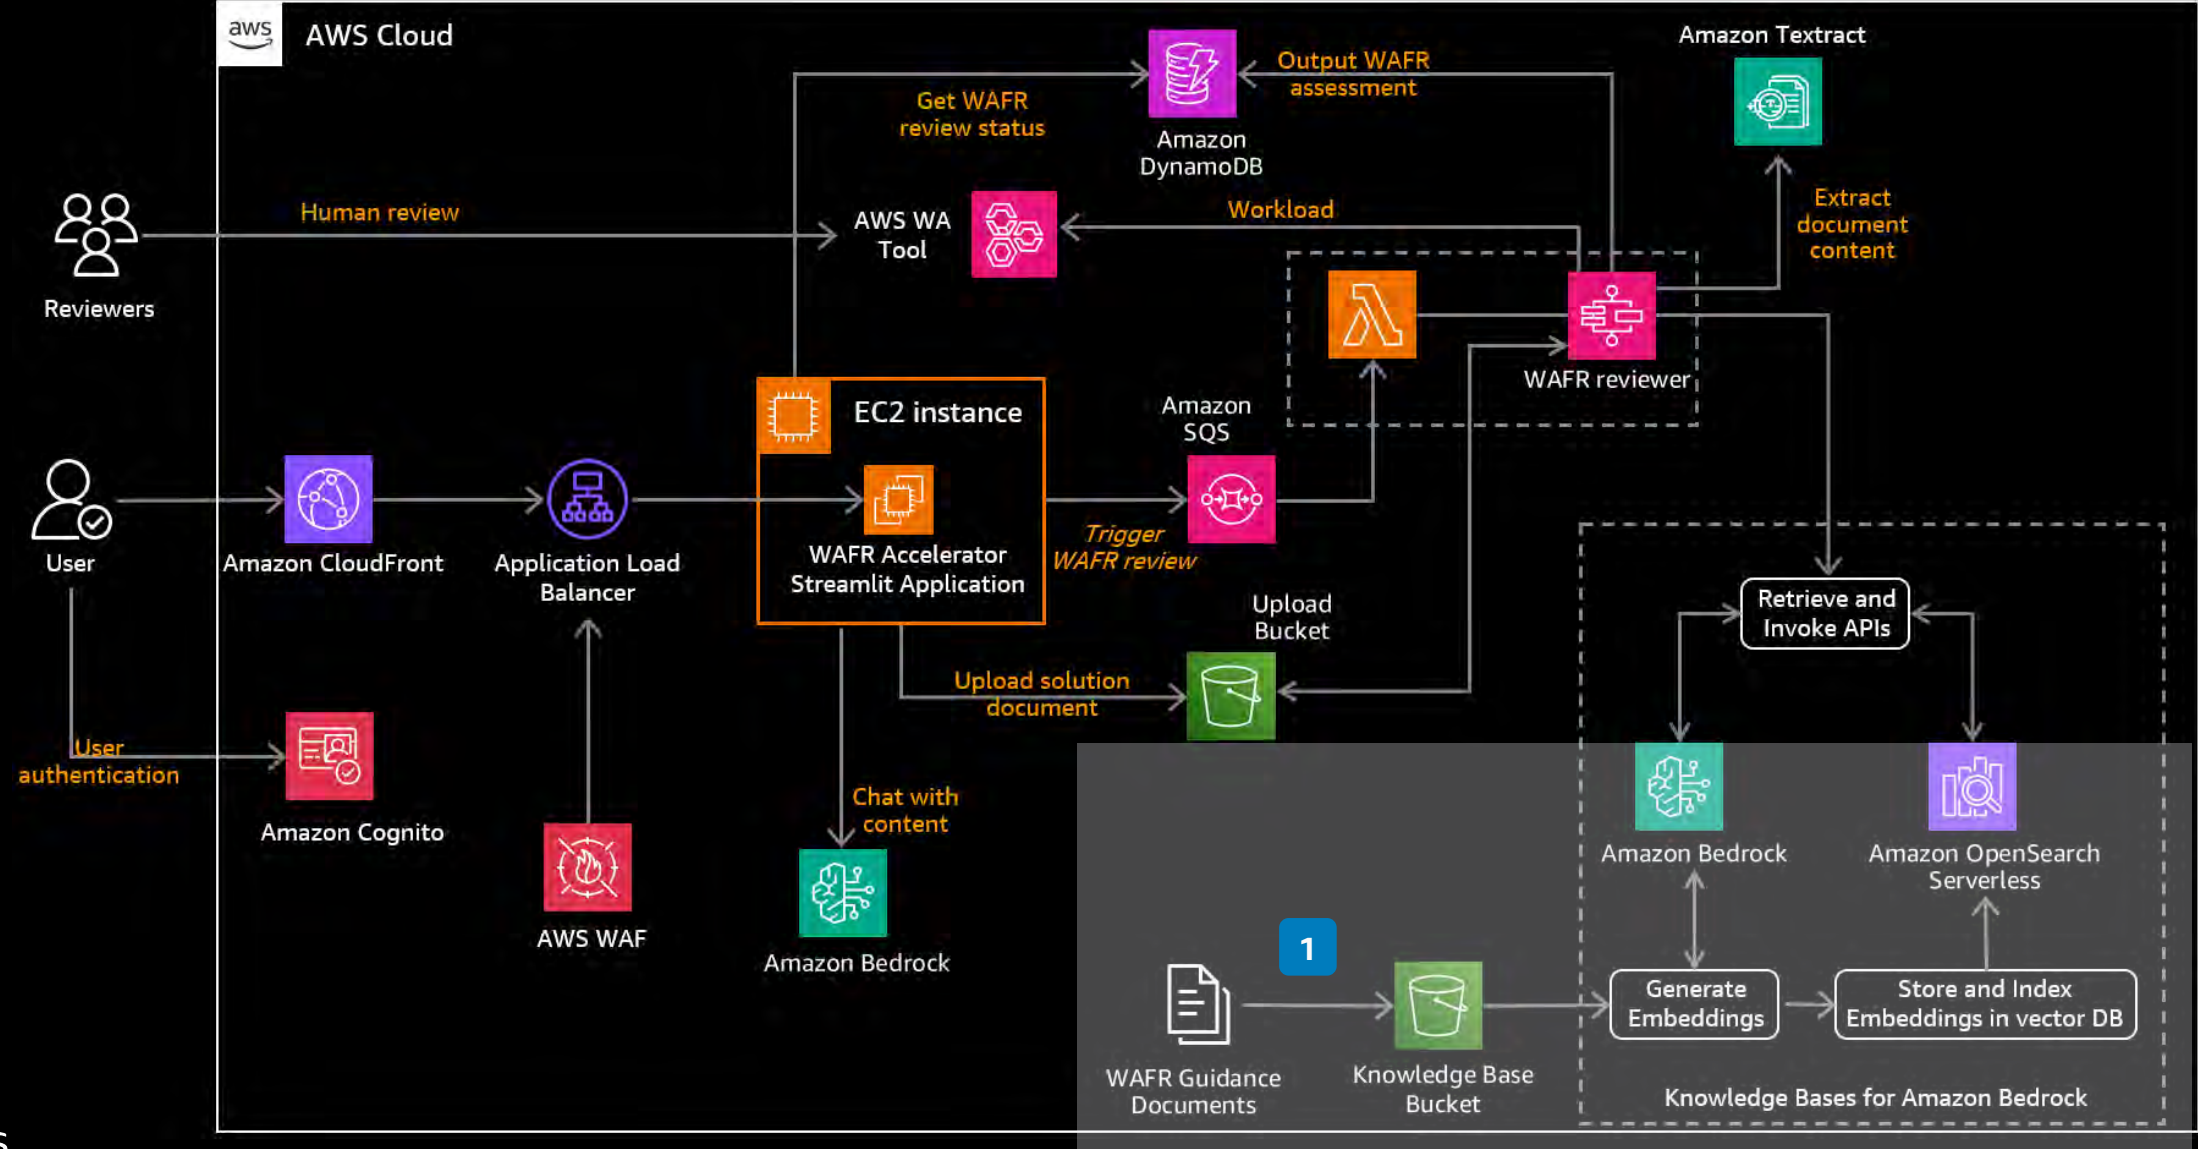 aws
AWS Cloud
Amazon Textract
Output WAFR
assessment
Get WAFR
review status
Amazon
DynamoDB
Extract
document
content
Human review
AWS WA
Tool
Workload
Reviewers
WAFR reviewer
EC2 instance
Amazon
SQS
User
Amazon CloudFront
Application Load
Balancer
WAFR Accelerator
Streamlit Application
Trigger
WAFR review
Upload
Bucket
Retrieve and
Invoke APIs
Upload solution
document
User
authentication
Amazon Cognito
Chat with
content
Amazon Bedrock
Amazon OpenSearch
Serverless
AWS WAF
Amazon Bedrock
1
Generate
Embeddings
Store and Index
Embeddings in vector DB
WAFR Guidance
Documents
Knowledge Base
Bucket
Knowledge Bases for Amazon Bedrock
s